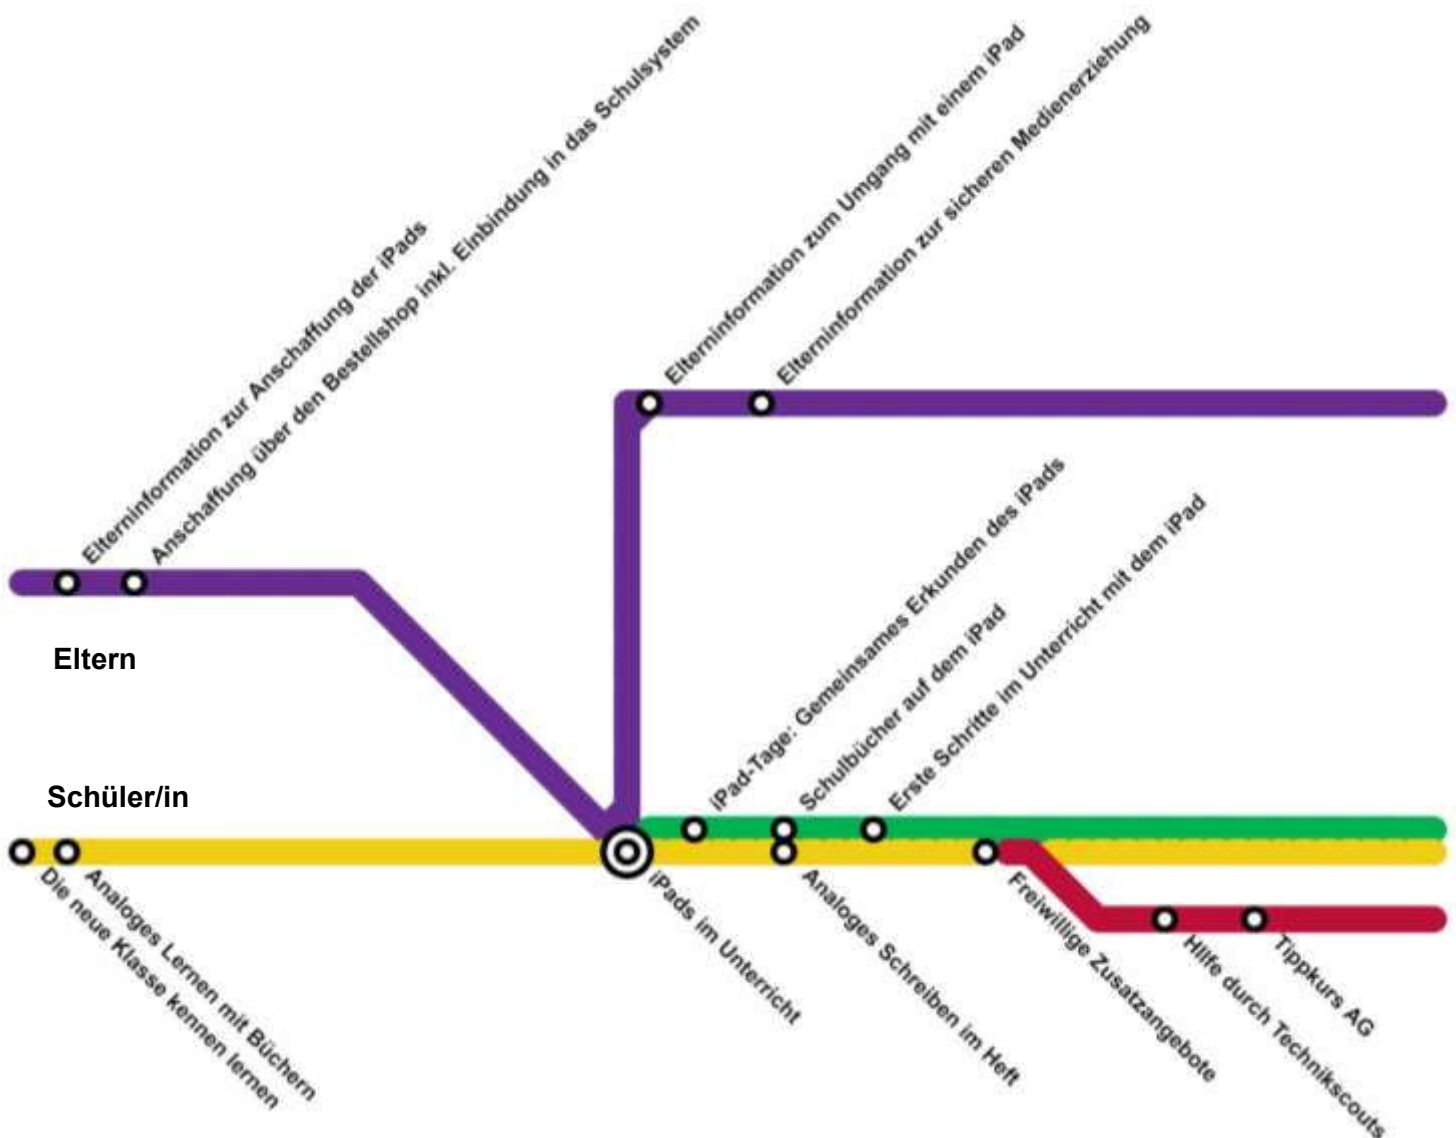 Elterninformation zur Anschaffung der iPads
Anschaffung über den Bestellshop inkl. Einbindung in das Schulsystem
Elterninformation zum Umgang mit einem iPad
Elterninformation zur sicheren Medienerziehung
Eltern
iPad-Tage: Gemeinsames Erkunden des iPads
Schulbücher auf dem iPad
Erste Schritte im Unterricht mit dem iPad
Schüler/in
Die neue Klasse kennen lernen
Analoges Lernen mit Büchern
iPads im Unterricht
Analoges Schreiben im Heft
Freiwillige Zusatzangebote
Hilfe durch Technikscouts
Tippkurs AG